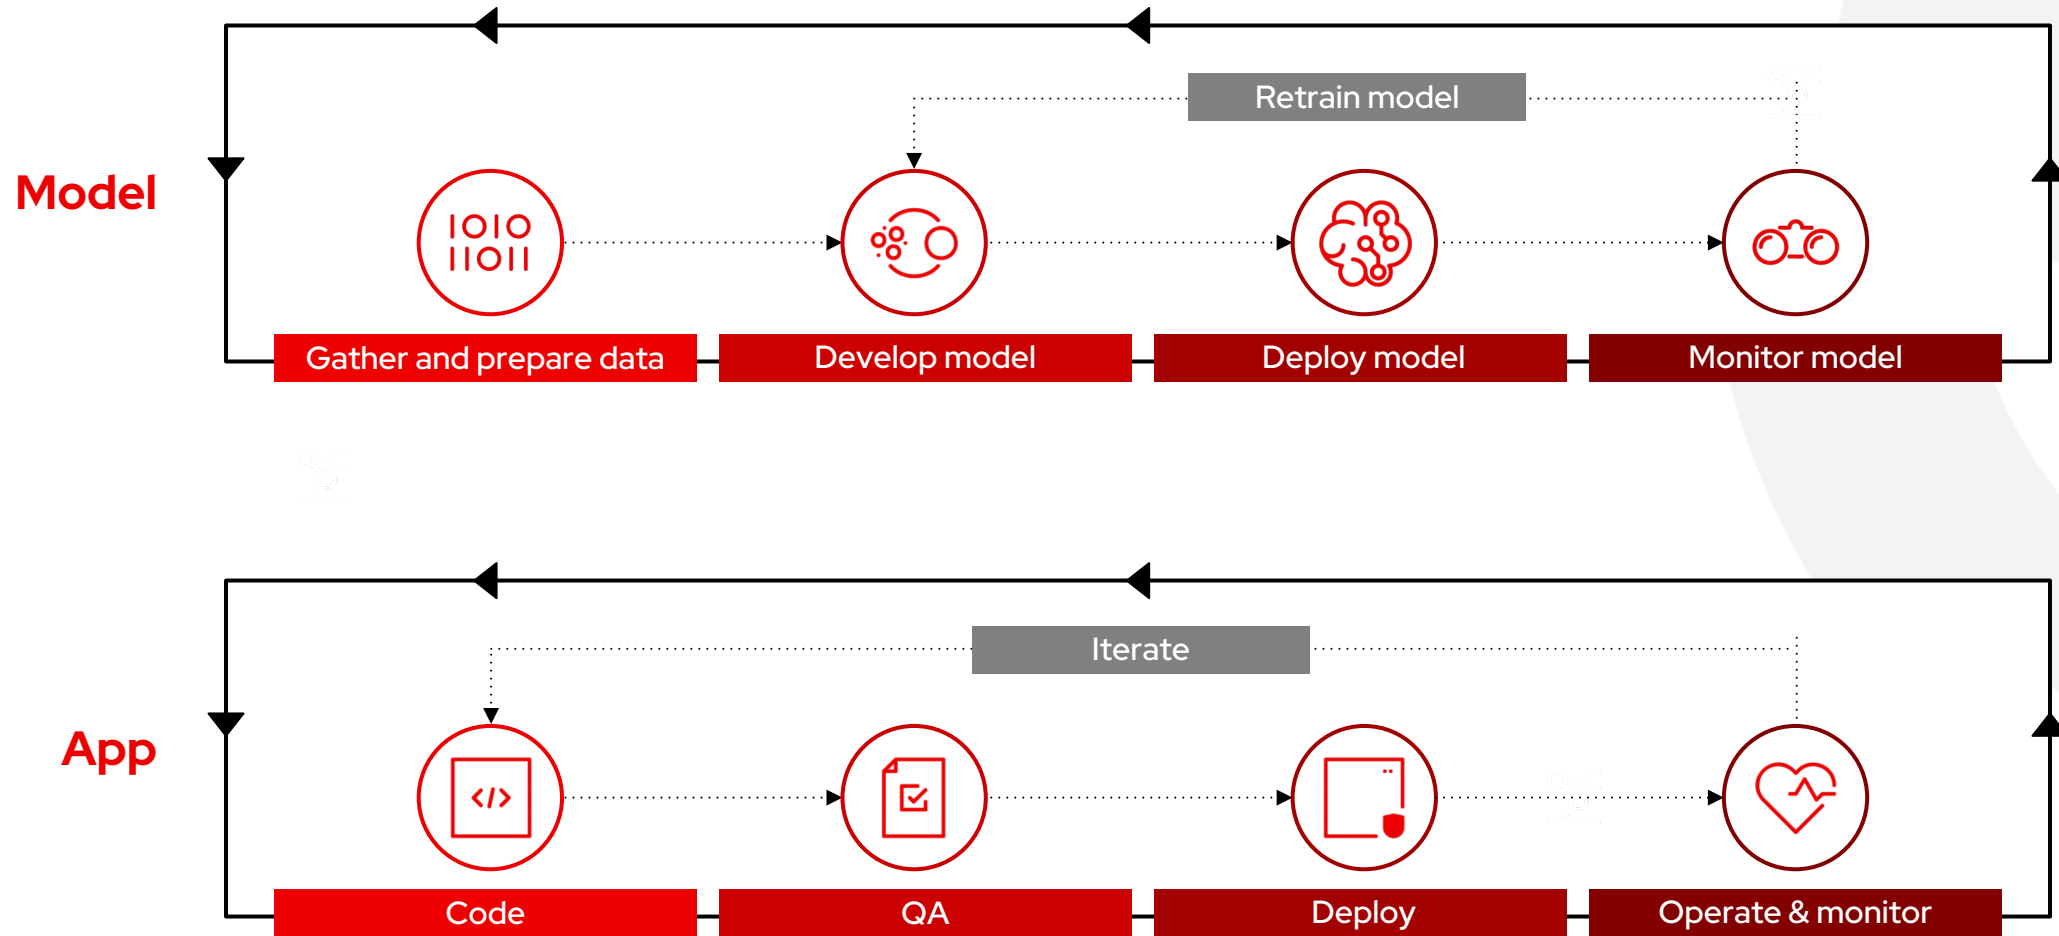 Retrain model
Model
1010
11011
Gather and prepare data
Develop model
Deploy model
Monitor model
Iterate
App
</>
Code
QA
Deploy
Operate & monitor